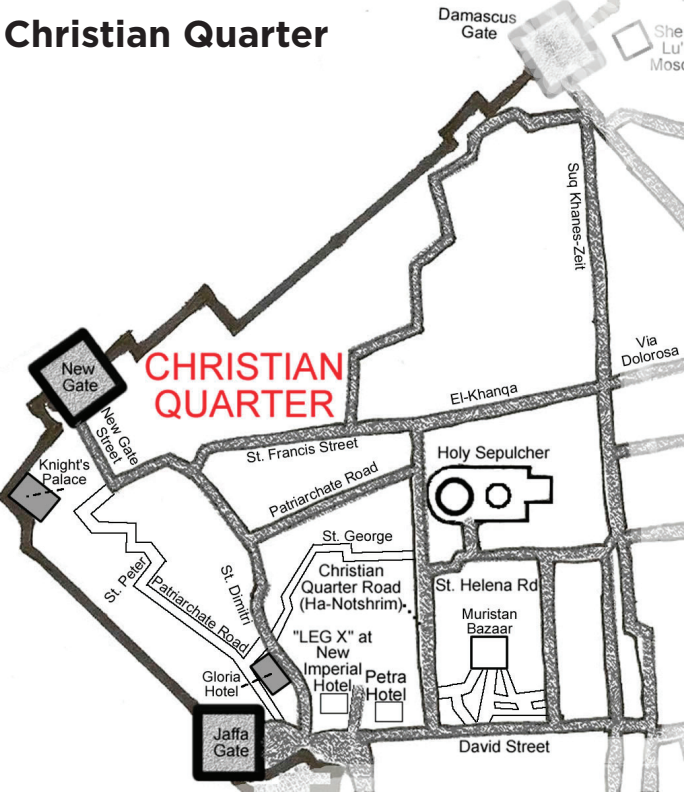 Christian Quarter
Damascus
Gate
She
Lu'
Mosq
Suq Khanes-Zeit
Via
Dolorosa
New
Gate
CHRISTIAN
QUARTER
El-Khanqa
New Gate
Street
St. Francis Street
Holy Sepulcher
Knight's
Palace
Patriarchate Road
St. George
St. Peter
Patriarchate Road
St. Dimitri
Christian
Quarter Road
(Ha-Notshrim)
St. Helena Rd
Muristan
Bazaar
"LEG X" at
New
Imperial
Hotel
Petra
Hotel
Gloria
Hotel
Jaffa
Gate
David Street